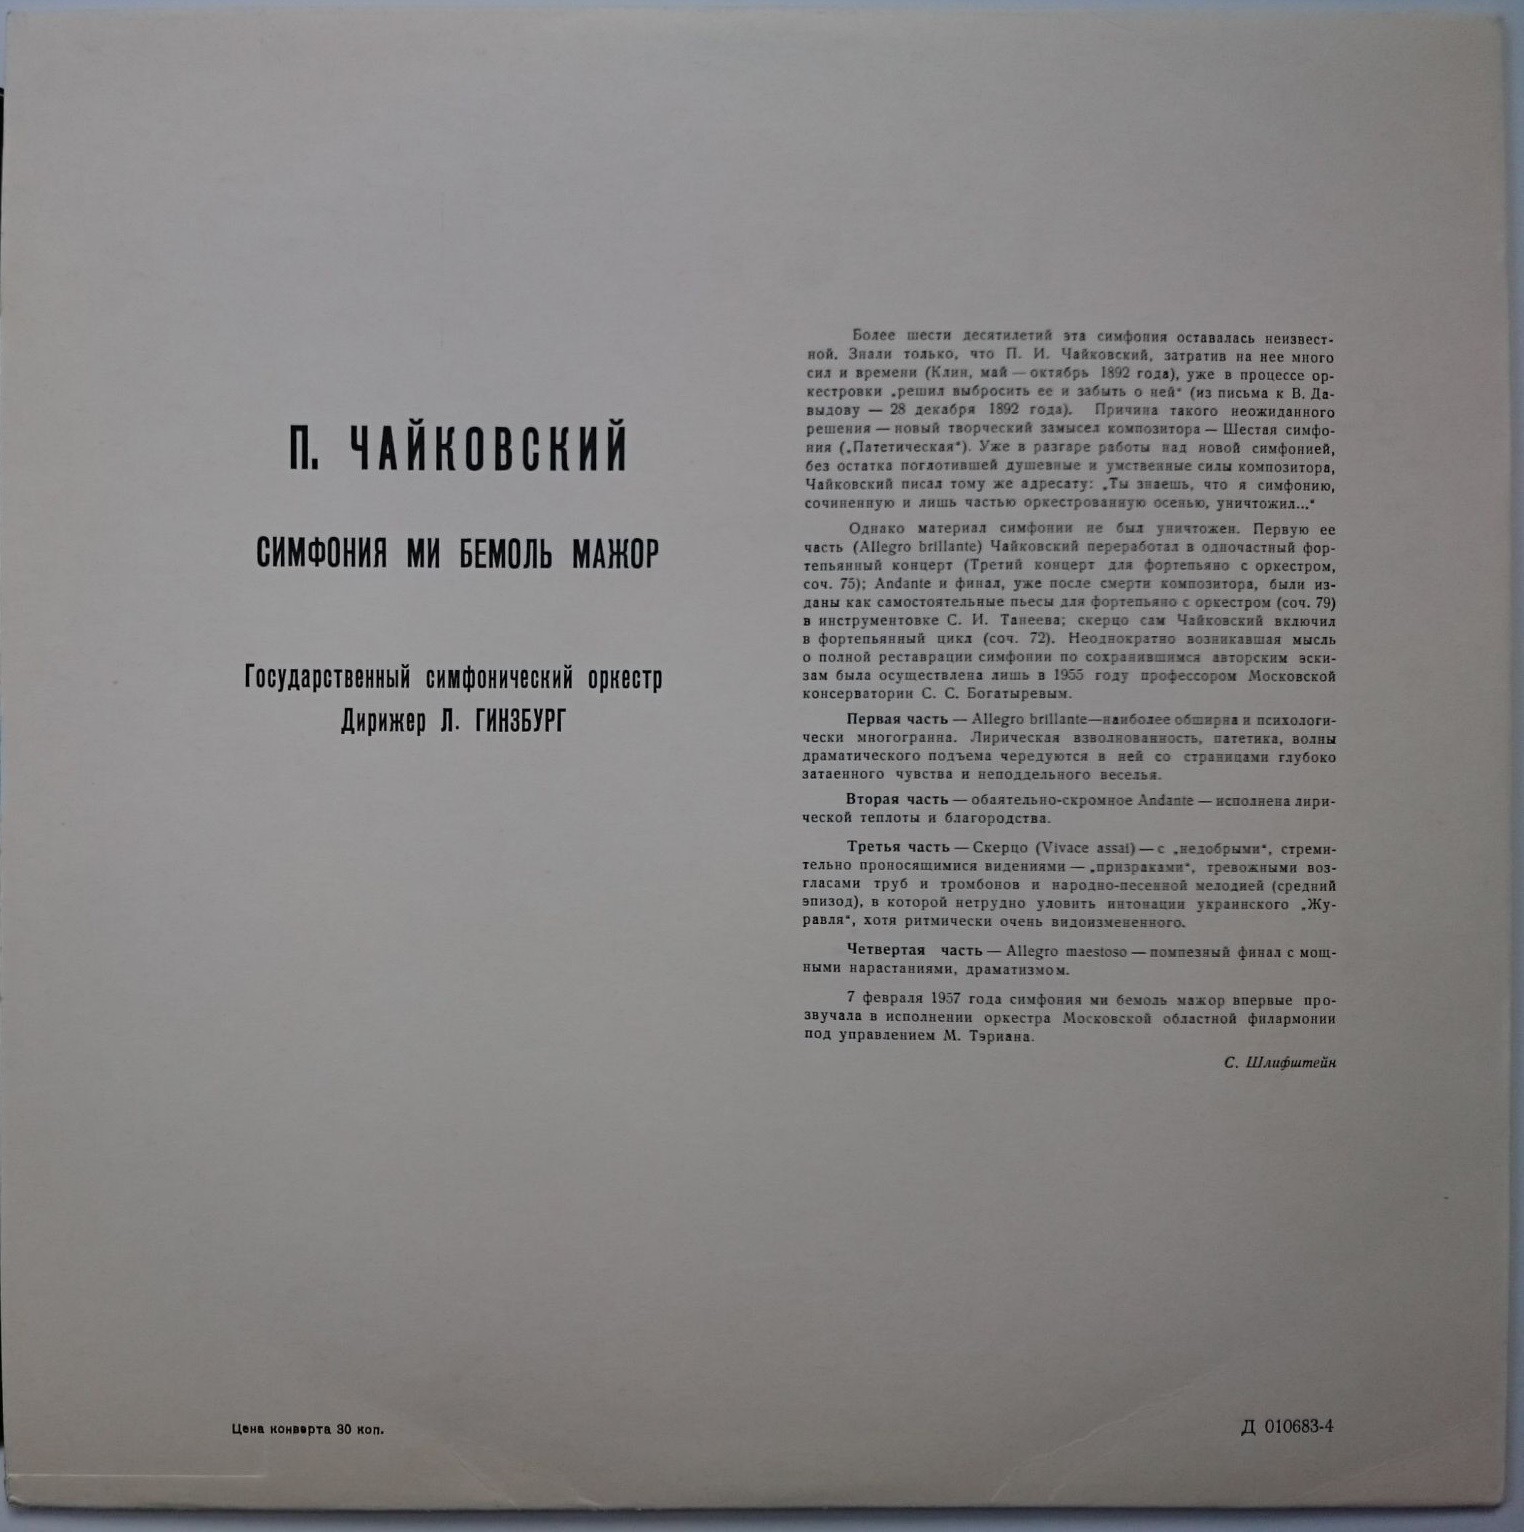 П. ЧАЙКОВСКИЙ
СИМФОНИЯ МИ БЕМОЛЬ МАЖОР
Государственный симфонический оркестр
Дирижер Л. ГИНЗБУРГ
Более шести десятилетий эта симфония оставалась неизвест-
ной. Знали только, что П. И. Чайковский, затратив на нее много
сил и времени (Клин, май — октябрь 1892 года), уже в процессе ор-
кестровки „решил выбросить ее и забыть о ней“ (из письма к В. Да-
выдову — 28 декабря 1892 года). Причина такого неожиданного
решения — новый творческий замысел композитора — Шестая симфо-
ния („Патетическая“). Уже в разгаре работы над новой симфонией,
без остатка поглотившей душевные и умственные силы композитора,
Чайковский писал тому же адресату: „Ты знаешь, что я симфонию,
сочиненную и лишь частью оркестрованную осенью, уничтожил...“
Однако материал симфонии не был уничтожен. Первую ее
часть (Allegro brillante) Чайковский переработал в одночастный фор-
тепьянный концерт (Третий концерт для фортепьяно с оркестром,
соч. 75); Andante и финал, уже после смерти композитора, были из-
даны как самостоятельные пьесы для фортепьяно с оркестром (соч. 79)
в инструментовке С. И. Танеева; скерцо сам Чайковский включил
в фортепьянный цикл (соч. 72). Неоднократно возникавшая мысль
о полной реставрации симфонии по сохранившимся авторским эски-
зам была осуществлена лишь в 1955 году профессором Московской
консерватории С. С. Богатыревым.
Первая часть — Allegro brillante—наиболее обширна и психологи-
чески многогранна. Лирическая взволнованность, патетика, волны
драматического подъема чередуются в ней со страницами глубоко
затаенного чувства и неподдельного веселья.
Вторая часть — обаятельно-скромное Andante — исполнена лири-
ческой теплоты и благородства.
Третья часть — Скерцо (Vivace assai) — с „недобрыми“, стреми-
тельно проносящимися видениями — „призраками“, тревожными воз-
гласами труб и тромбонов и народно-песенной мелодией (средний
эпизод), в которой нетрудно уловить интонации украинского „Жу-
равля“, хотя ритмически очень видоизмененного.
Четвертая часть — Allegro maestoso — помпезный финал с мощ-
ными нарастаниями, драматизмом.
7 февраля 1957 года симфония ми бемоль мажор впервые про-
звучала в исполнении оркестра Московской областной филармонии
под управлением М. Тэриана.
С. Шлифштейн
Цена конверта 30 коп.
Д 010683-4